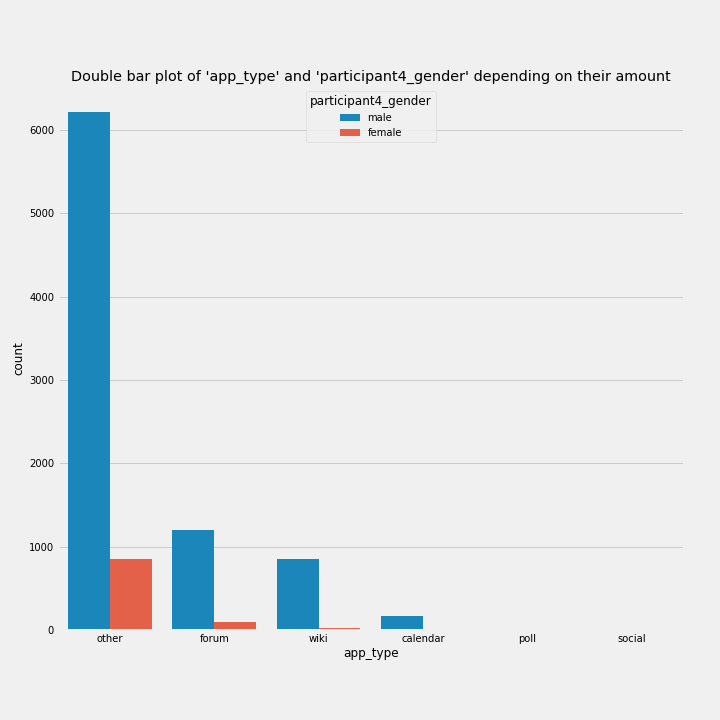 Double bar plot of 'app_type' and 'participant4_gender' depending on their amount
participant4_gender
male
female
6000
5000
4000
3000
2000
1000
0
count
other forum wiki calendar poll social
app_type